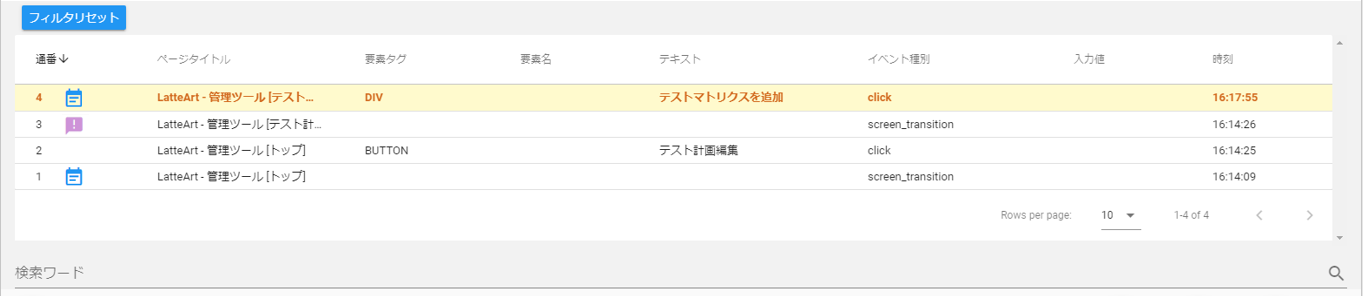 フィルタリセット
通番 ページタイトル 要素タグ 要素名 テキスト イベント種別 入力値 時刻
4 LatteArt - 管理ツール [テスト... DIV テストマトリクスを追加 click 16:17:55
3 LatteArt - 管理ツール [テスト計... screen_transition 16:14:26
2 LatteArt - 管理ツール [トップ] BUTTON テスト計画編集 click 16:14:25
1 LatteArt - 管理ツール [トップ] screen_transition 16:14:09
Rows per page: 10 1-4 of 4
検索ワード